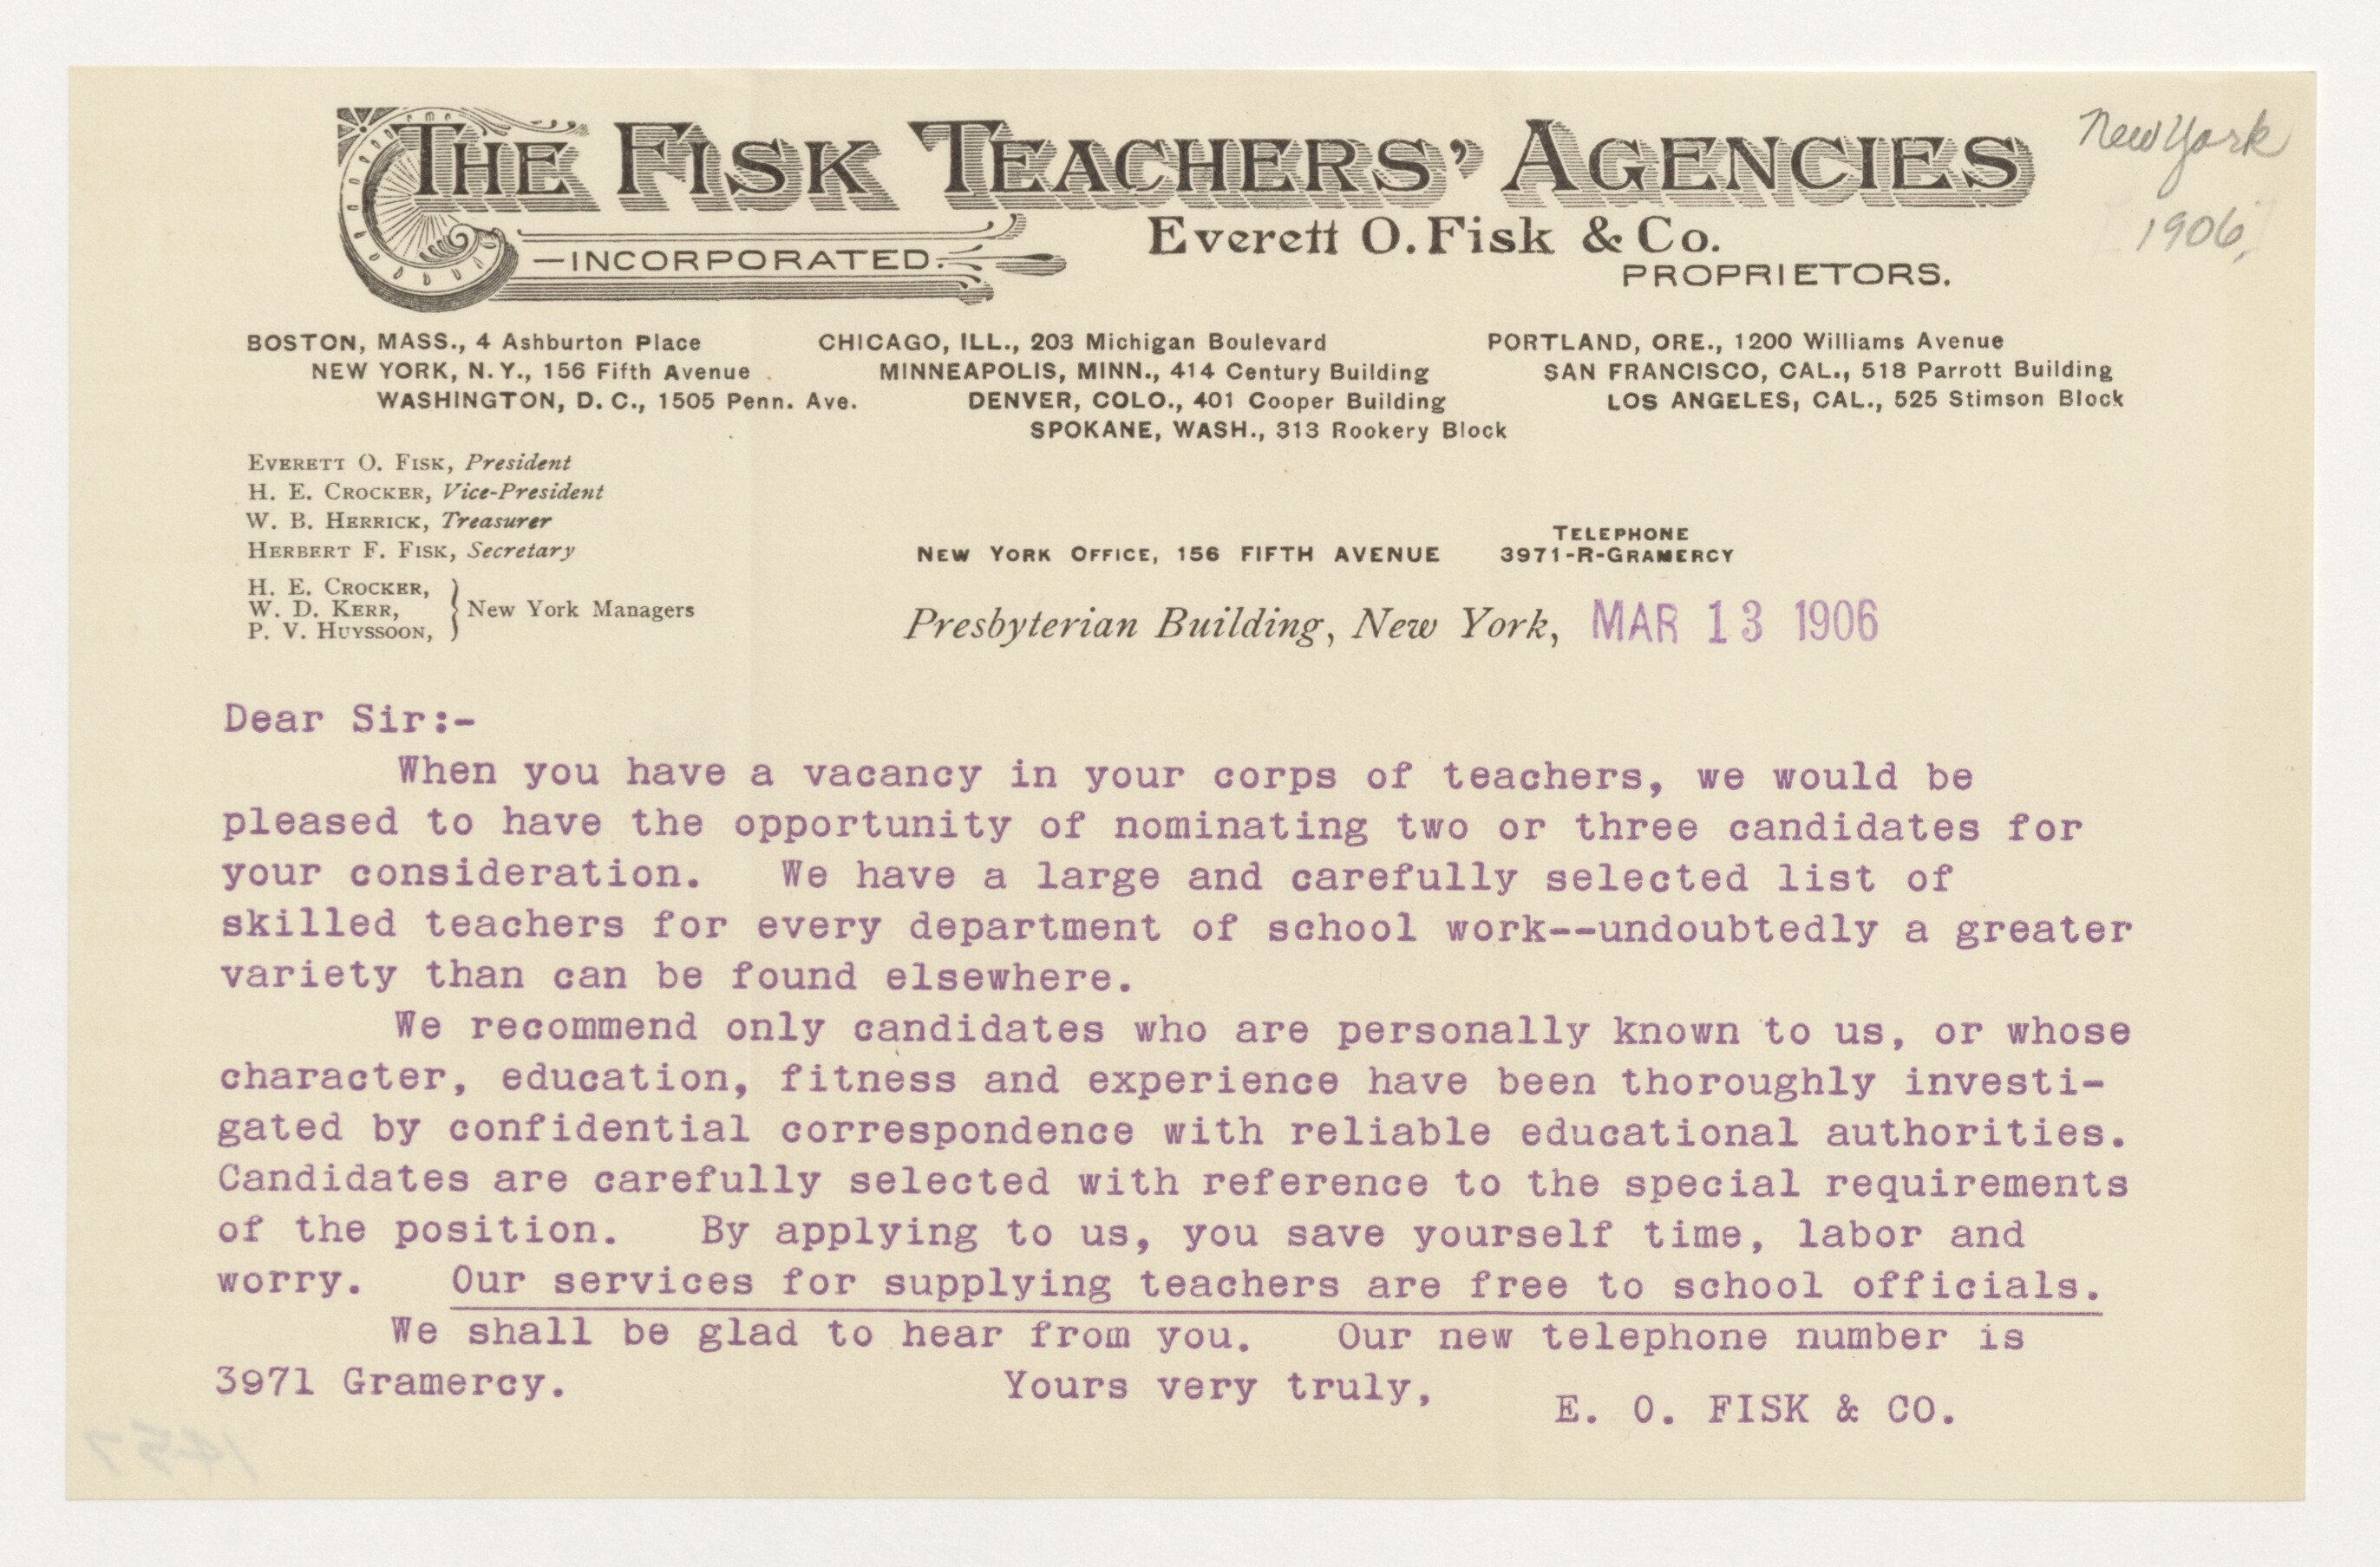 THE FISK TEACHERS' AGENCIES
New York
1906,
—INCORPORATED.
Everett O. Fisk & Co.
PROPRIETORS.
BOSTON, MASS., 4 Ashburton Place CHICAGO, ILL., 203 Michigan Boulevard PORTLAND, ORE., 1200 Williams Avenue
NEW YORK, N. Y., 156 Fifth Avenue MINNEAPOLIS, MINN., 414 Century Building SAN FRANCISCO, CAL., 518 Parrott Building
WASHINGTON, D. C., 1505 Penn. Ave. DENVER, COLO., 401 Cooper Building LOS ANGELES, CAL., 525 Stimson Block
SPOKANE, WASH., 313 Rookery Block
EVERETT O. FISK, President
H. E. CROCKER, Vice-President
W. B. HERRICK, Treasurer
HERBERT F. FISK, Secretary
H. E. CROCKER,
W. D. KERR,
P. V. HUYSSOON,
New York Managers
TELEPHONE
NEW YORK OFFICE, 156 FIFTH AVENUE 3971-R-GRAMERCY
Presbyterian Building, New York, MAR 13 1906
Dear Sir:-
When you have a vacancy in your corps of teachers, we would be
pleased to have the opportunity of nominating two or three candidates for
your consideration. We have a large and carefully selected list of
skilled teachers for every department of school work--undoubtedly a greater
variety than can be found elsewhere.
We recommend only candidates who are personally known to us, or whose
character, education, fitness and experience have been thoroughly investi-
gated by confidential correspondence with reliable educational authorities.
Candidates are carefully selected with reference to the special requirements
of the position. By applying to us, you save yourself time, labor and
worry. Our services for supplying teachers are free to school officials.
We shall be glad to hear from you. Our new telephone number is
3971 Gramercy. Yours very truly,
E. O. FISK & CO.